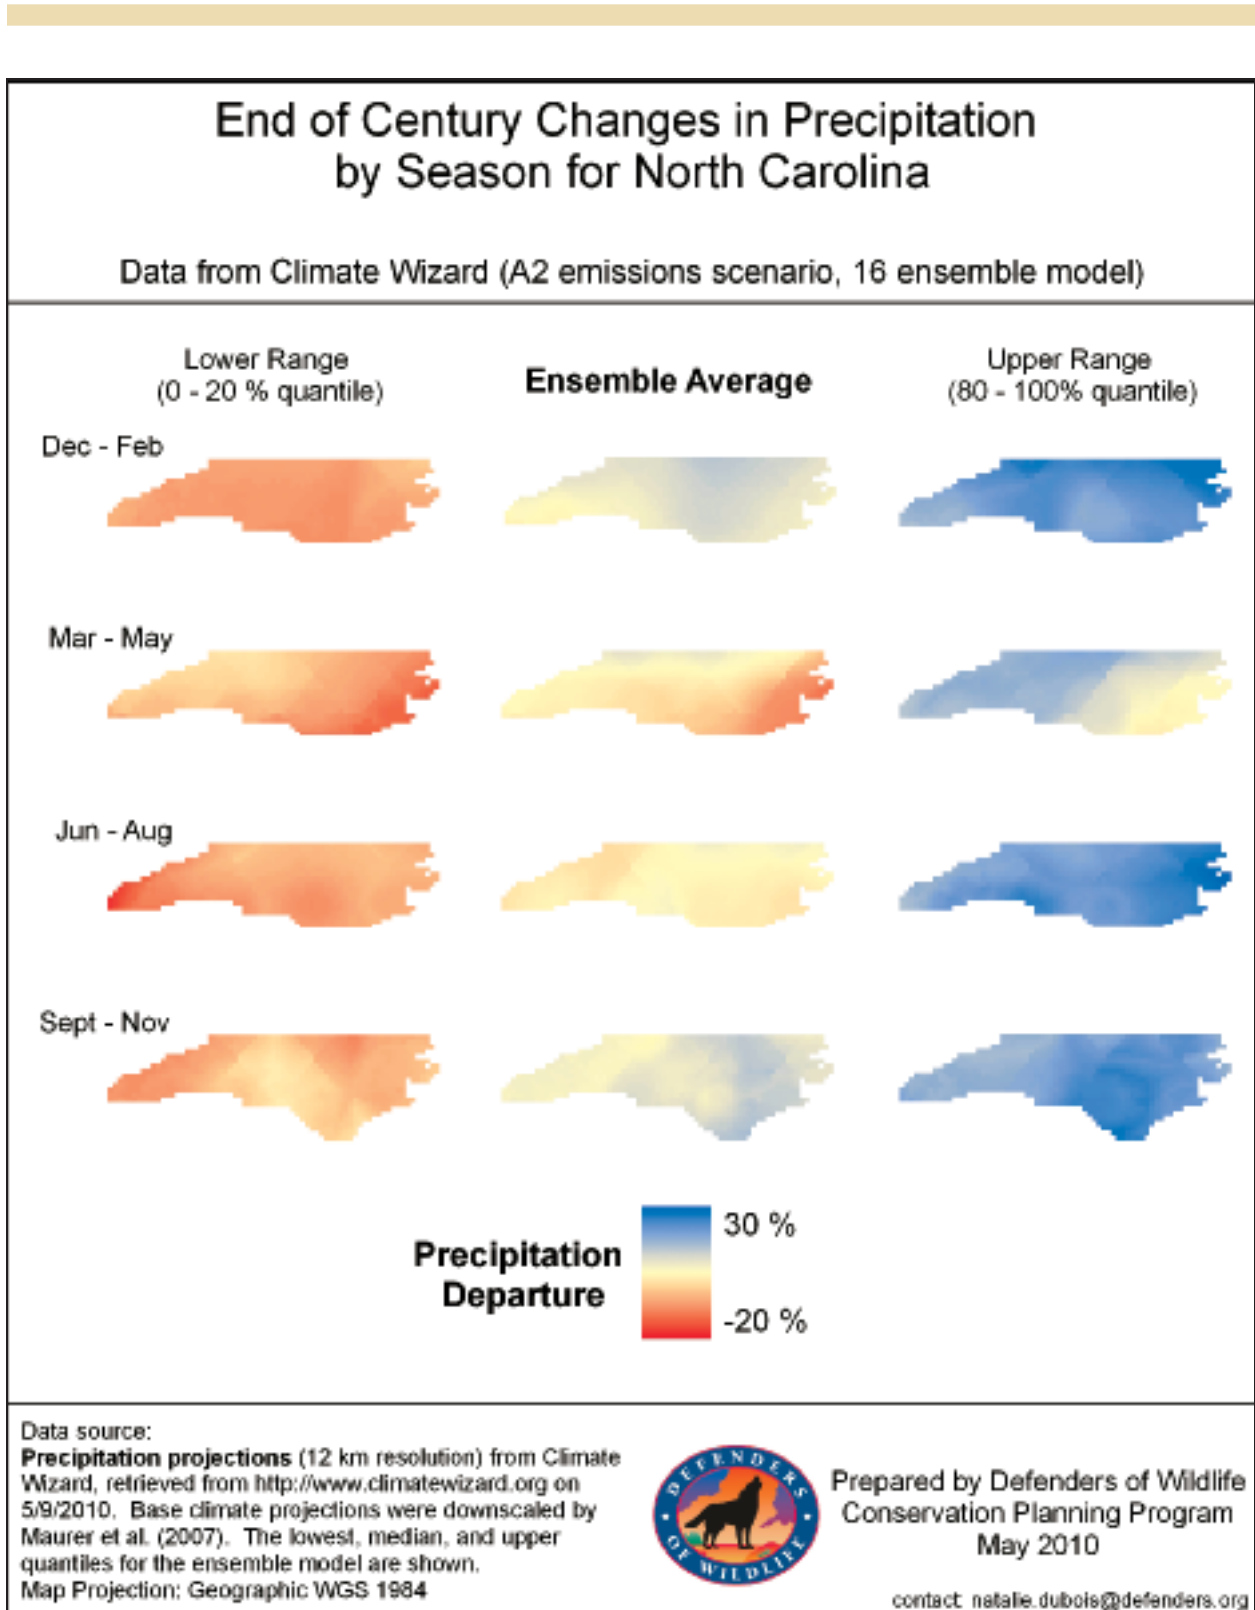 End of Century Changes in Precipitation
by Season for North Carolina
Data from Climate Wizard (A2 emissions scenario, 16 ensemble model)
Lower Range
(0 - 20 % quantile)
Ensemble Average
Upper Range
(80 - 100% quantile)
Dec - Feb
Mar - May
Jun - Aug
Sept - Nov
Precipitation
Departure
30 %
-20 %
Data source:
Precipitation projections (12 km resolution) from Climate
Wizard, retrieved from http://www.climatewizard.org on
5/9/2010. Base climate projections were downscaled by
Maurer et al. (2007). The lowest, median, and upper
quantiles for the ensemble model are shown.
Map Projection: Geographic WGS 1984
DEFENDERS
OF WILDLIFE
Prepared by Defenders of Wildlife
Conservation Planning Program
May 2010
contact: natalie.dubois@defenders.org